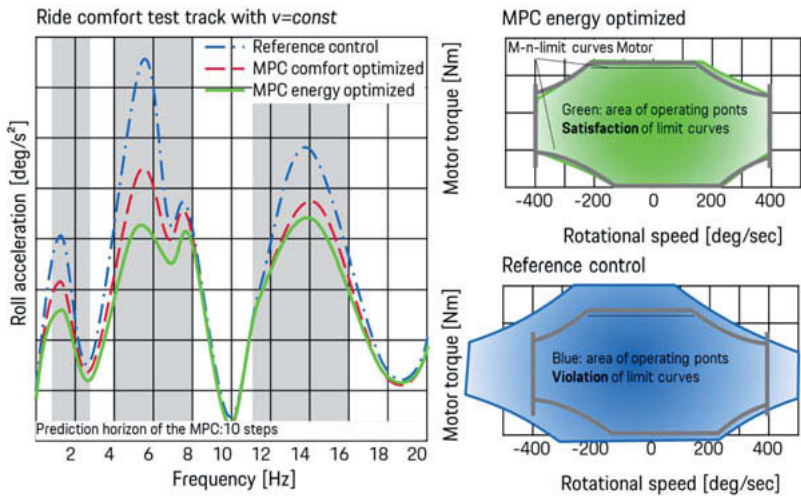 Ride comfort test track with v=const
Reference control
MPC comfort optimized
MPC energy optimized
Roll acceleration [deg/s²]
Prediction horizon of the MPC: 10 steps
2 4 6 8 10 12 14 16 18 20
Frequency [Hz]
MPC energy optimized
M-n-limit curves Motor
Motor torque [Nm]
Green: area of operating ponts
Satisfaction of limit curves
-400 -200 0 200 400
Rotational speed [deg/sec]
Reference control
Motor torque [Nm]
Blue: area of operating ponts
Violation of limit curves
-400 -200 0 200 400
Rotational speed [deg/sec]